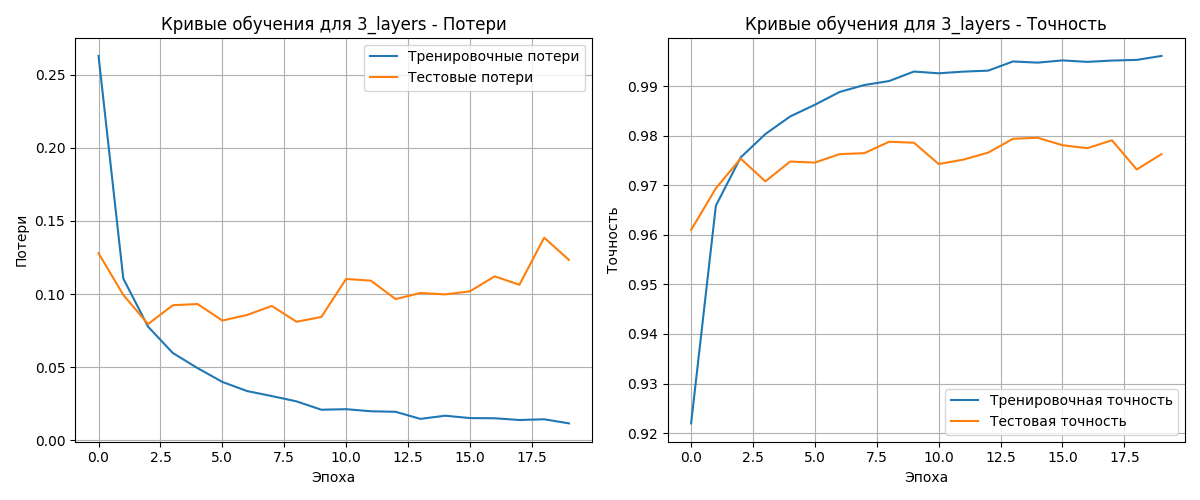 Кривые обучения для 3_layers - Потери
Тренировочные потери
Тестовые потери
0.25
0.20
0.15
0.10
0.05
0.00
Потери
0.0 2.5 5.0 7.5 10.0 12.5 15.0 17.5
Эпоха
Кривые обучения для 3_layers - Точность
0.99
0.98
0.97
0.96
0.95
0.94
0.93
0.92
Точность
Тренировочная точность
Тестовая точность
0.0 2.5 5.0 7.5 10.0 12.5 15.0 17.5
Эпоха